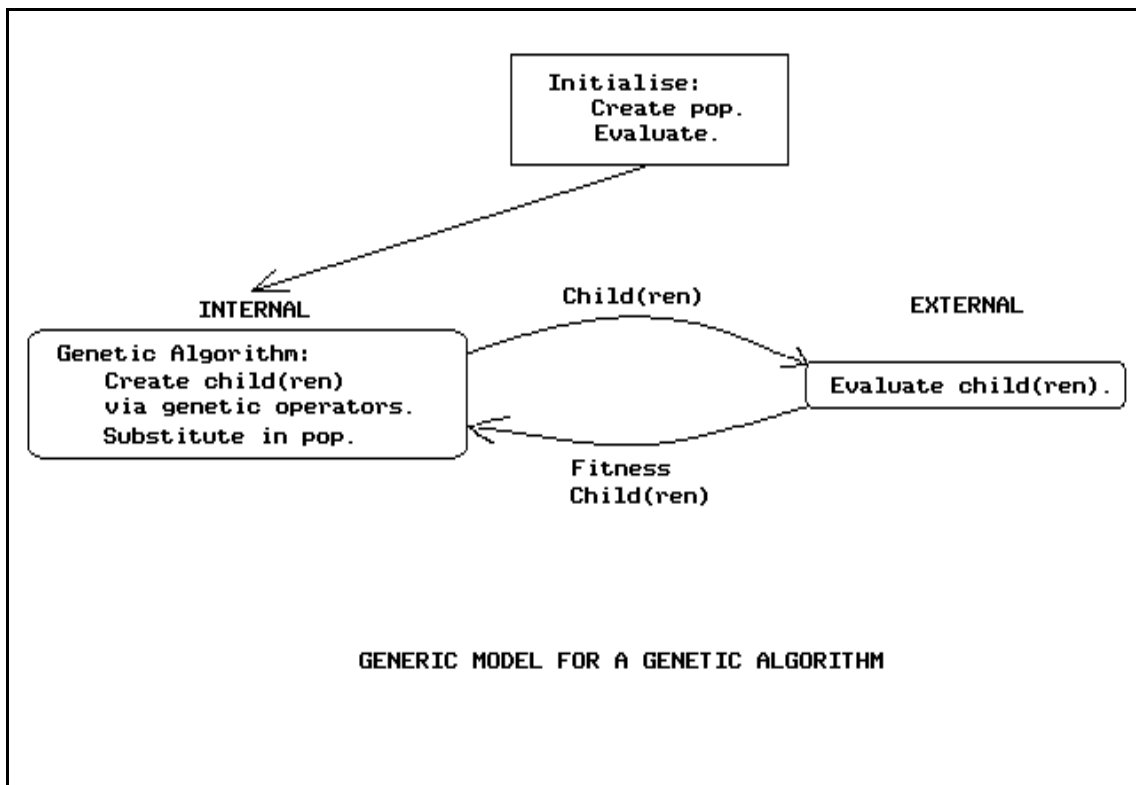 Initialise:
Create pop.
Evaluate.
INTERNAL
Child(ren)
EXTERNAL
Genetic Algorithm:
Create child(ren)
via genetic operators.
Substitute in pop.
Evaluate child(ren).
Fitness
Child(ren)
GENERIC MODEL FOR A GENETIC ALGORITHM